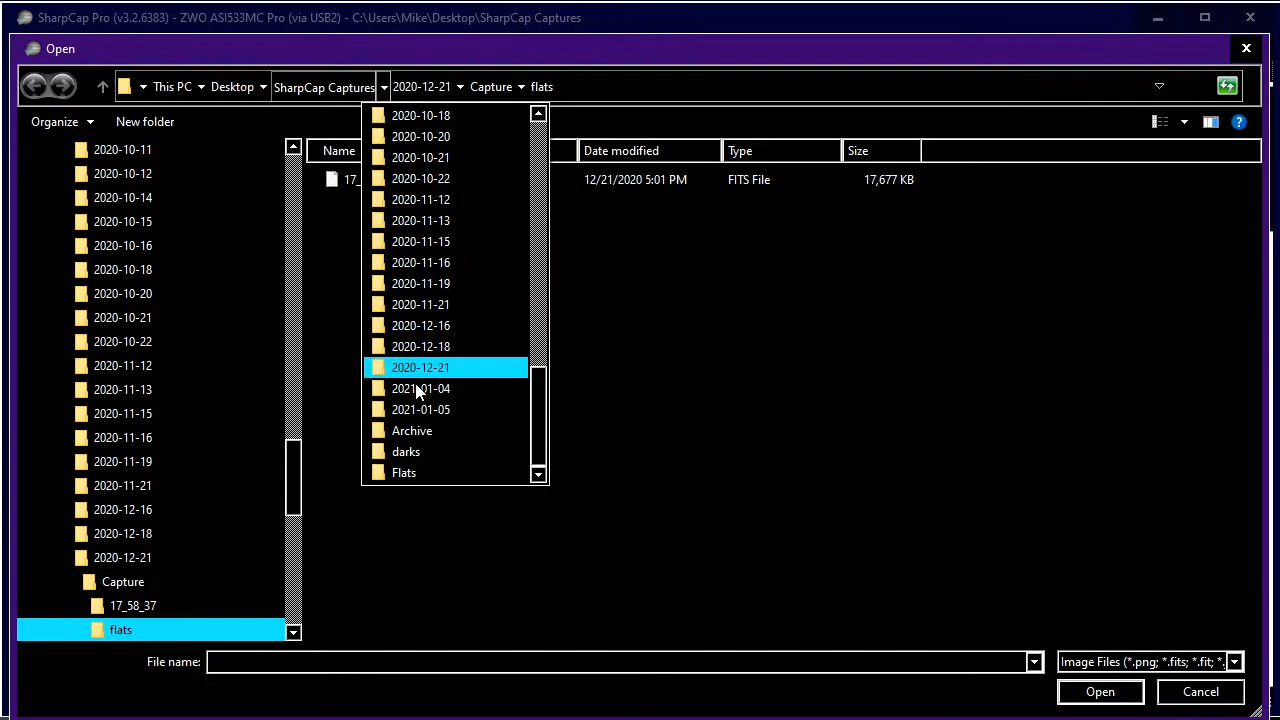 SharpCap Pro (v3.2.6383) - ZWO ASI533MC Pro (via USB2) - C:\Users\Mike\Desktop\SharpCap Captures
Open
This PC Desktop SharpCap Captures 2020-12-21 Capture flats
Organize New folder
Name Date modified Type Size
17_ 12/21/2020 5:01 PM FITS File 17,677 KB
2020-10-11
2020-10-12
2020-10-14
2020-10-15
2020-10-16
2020-10-18
2020-10-20
2020-10-21
2020-10-22
2020-11-12
2020-11-13
2020-11-15
2020-11-16
2020-11-19
2020-11-21
2020-12-16
2020-12-18
2020-12-21
Capture
17_58_37
flats
2020-10-18
2020-10-20
2020-10-21
2020-10-22
2020-11-12
2020-11-13
2020-11-15
2020-11-16
2020-11-19
2020-11-21
2020-12-16
2020-12-18
2020-12-21
2021-01-04
2021-01-05
Archive
darks
Flats
File name: Image Files (*.png; *.fits; *.fit; *.
Open Cancel